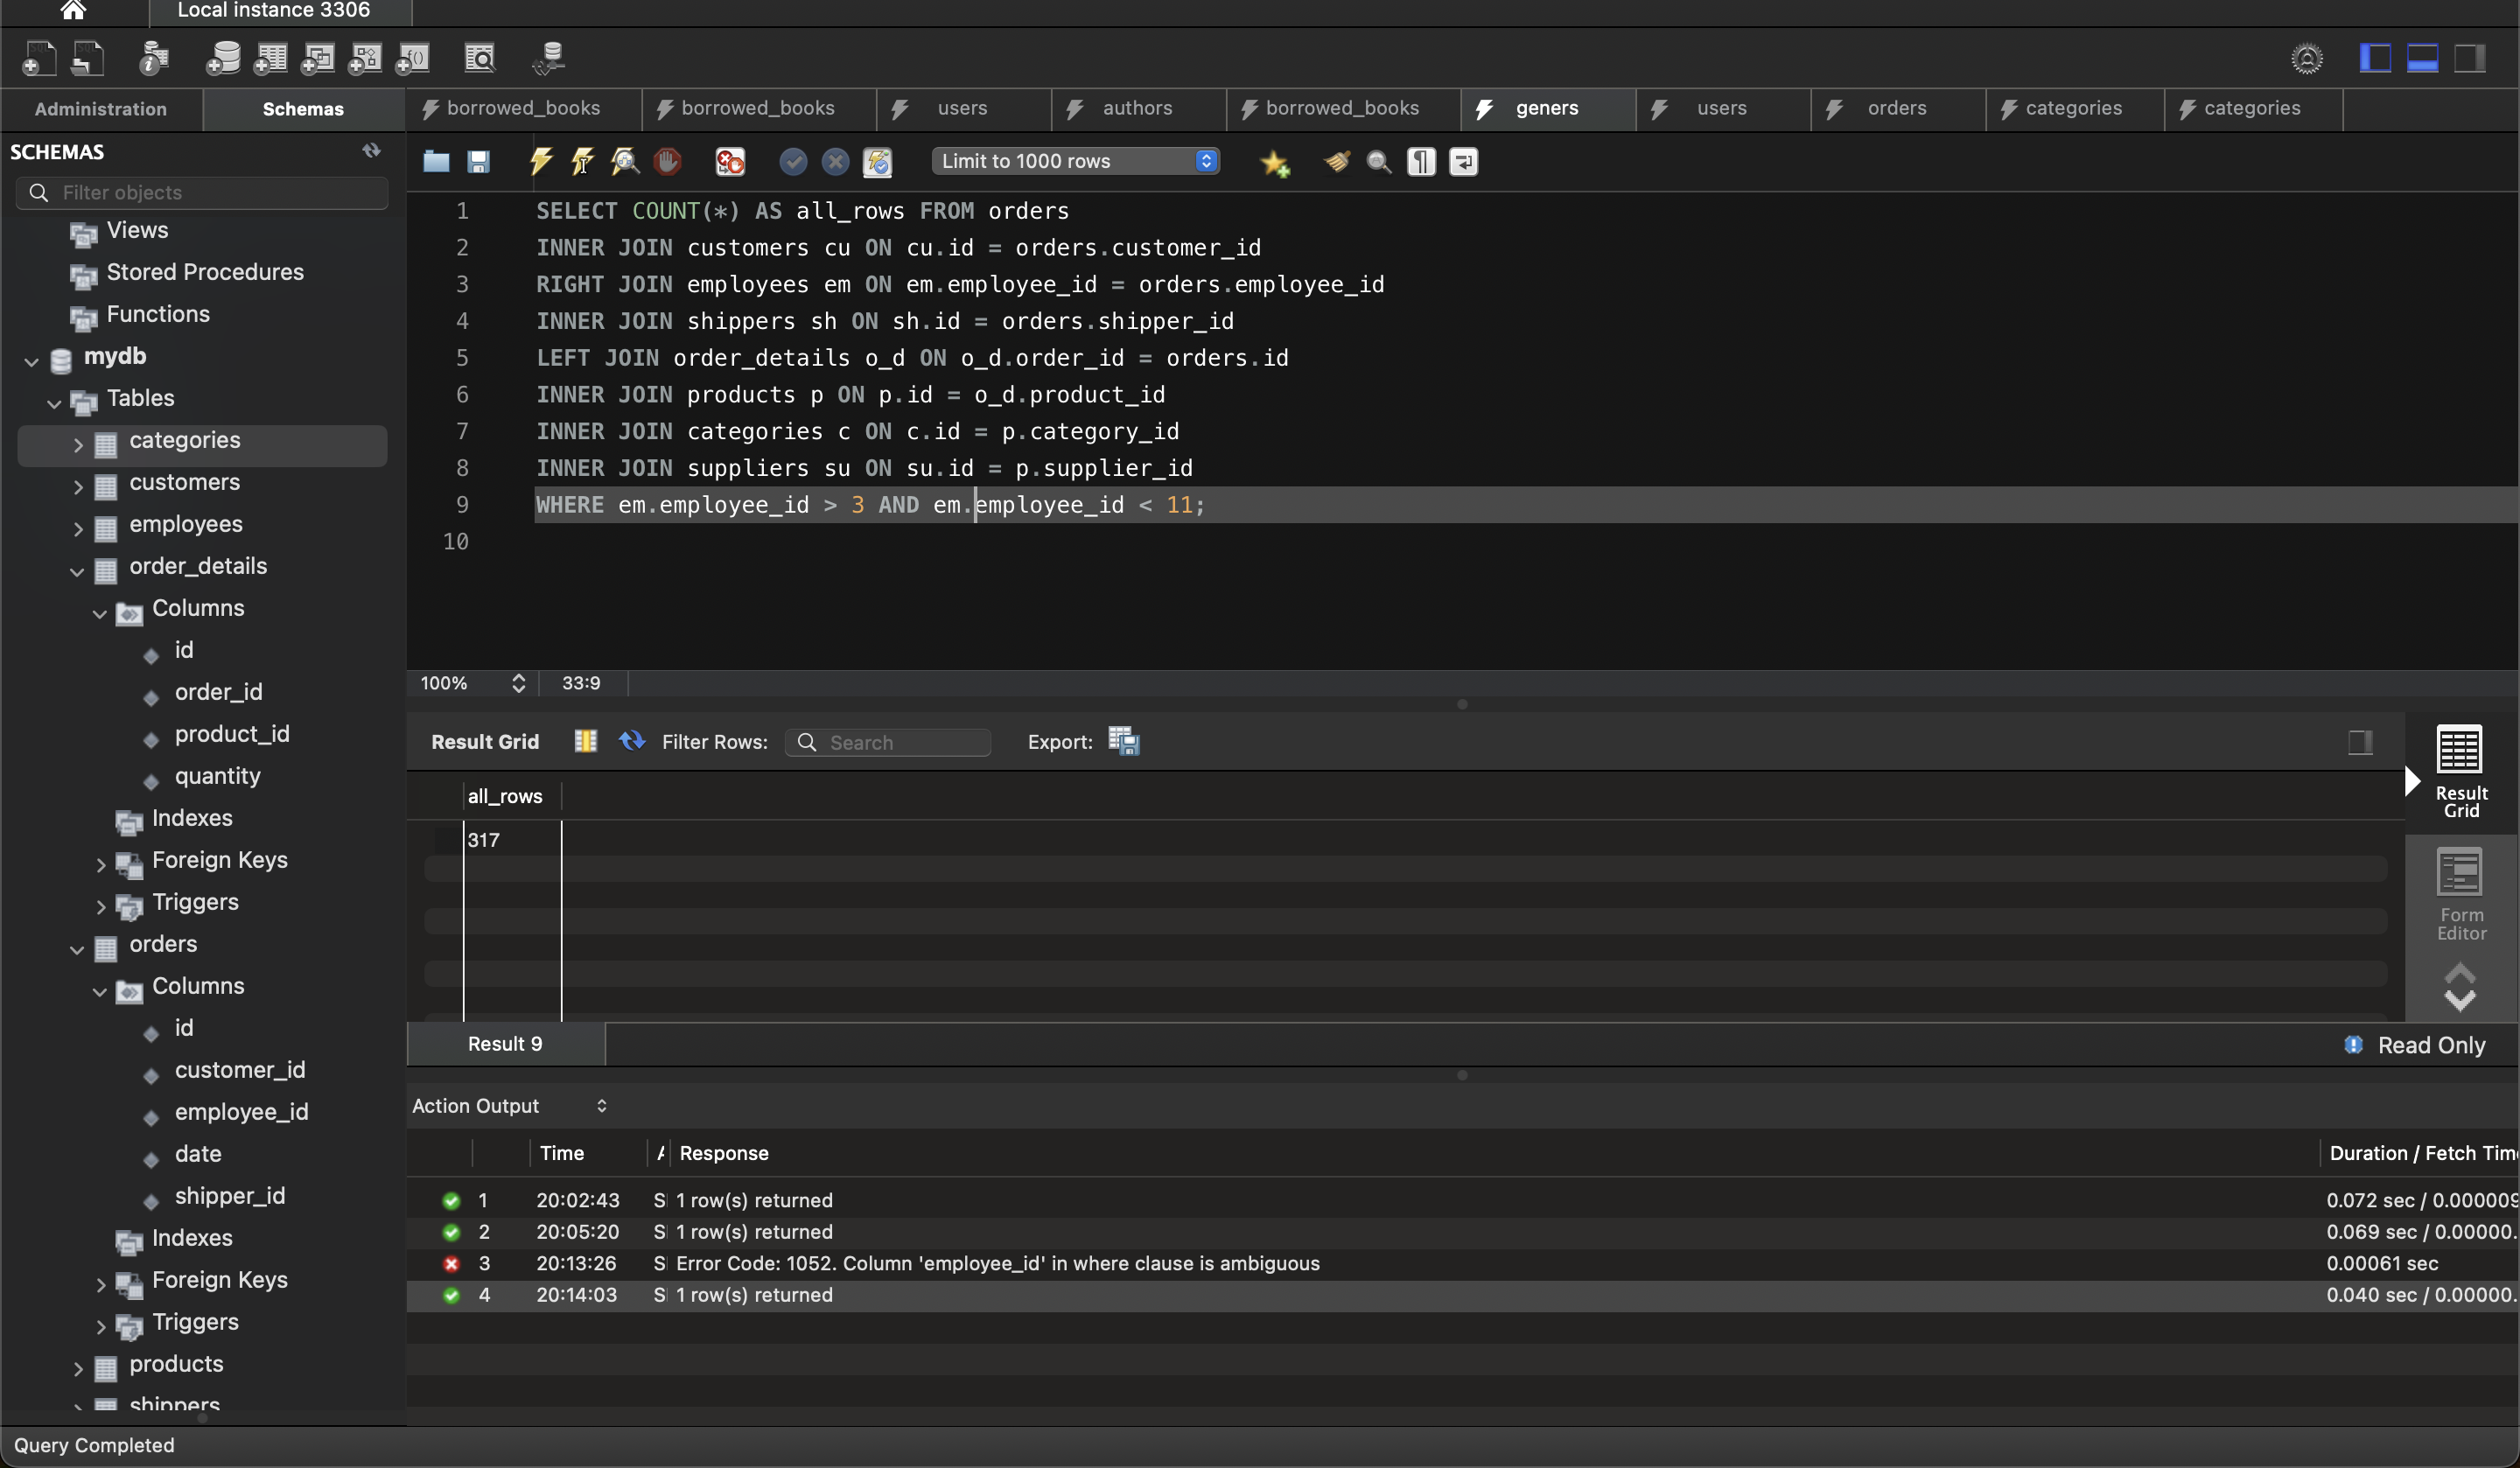 Local instance 3306
Administration
Schemas
borrowed_books
borrowed_books
users
authors
borrowed_books
geners
users
orders
categories
categories
SCHEMAS
Filter objects
Views
Stored Procedures
Functions
mydb
Tables
categories
customers
employees
order_details
Columns
id
order_id
product_id
quantity
Indexes
Foreign Keys
Triggers
orders
Columns
id
customer_id
employee_id
date
shipper_id
Indexes
Foreign Keys
Triggers
products
shippers
Limit to 1000 rows
1 SELECT COUNT(*) AS all_rows FROM orders
2 INNER JOIN customers cu ON cu.id = orders.customer_id
3 RIGHT JOIN employees em ON em.employee_id = orders.employee_id
4 INNER JOIN shippers sh ON sh.id = orders.shipper_id
5 LEFT JOIN order_details o_d ON o_d.order_id = orders.id
6 INNER JOIN products p ON p.id = o_d.product_id
7 INNER JOIN categories c ON c.id = p.category_id
8 INNER JOIN suppliers su ON su.id = p.supplier_id
9 WHERE em.employee_id > 3 AND em.employee_id < 11;
10
100% 33:9
Result Grid Filter Rows: Search Export:
all_rows
317
Result
Grid
Form
Editor
Result 9
Read Only
Action Output
Time Response Duration / Fetch Tim
1 20:02:43 S 1 row(s) returned 0.072 sec / 0.000009
2 20:05:20 S 1 row(s) returned 0.069 sec / 0.00000.
3 20:13:26 S Error Code: 1052. Column 'employee_id' in where clause is ambiguous 0.00061 sec
4 20:14:03 S 1 row(s) returned 0.040 sec / 0.00000.
Query Completed